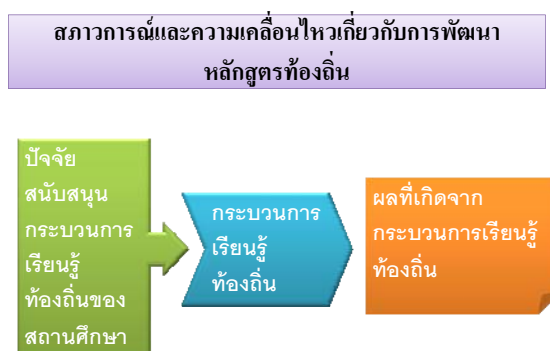 สภาวการณ์และความเคลื่อนไหวเกี่ยวกับการพัฒนา
หลักสูตรท้องถิ่น
ปัจจัย
สนับสนุน
กระบวนการ
เรียนรู้
ท้องถิ่นของ
สถานศึกษา
กระบวนการ
เรียนรู้
ท้องถิ่น
ผลที่เกิดจาก
กระบวนการเรียนรู้
ท้องถิ่น